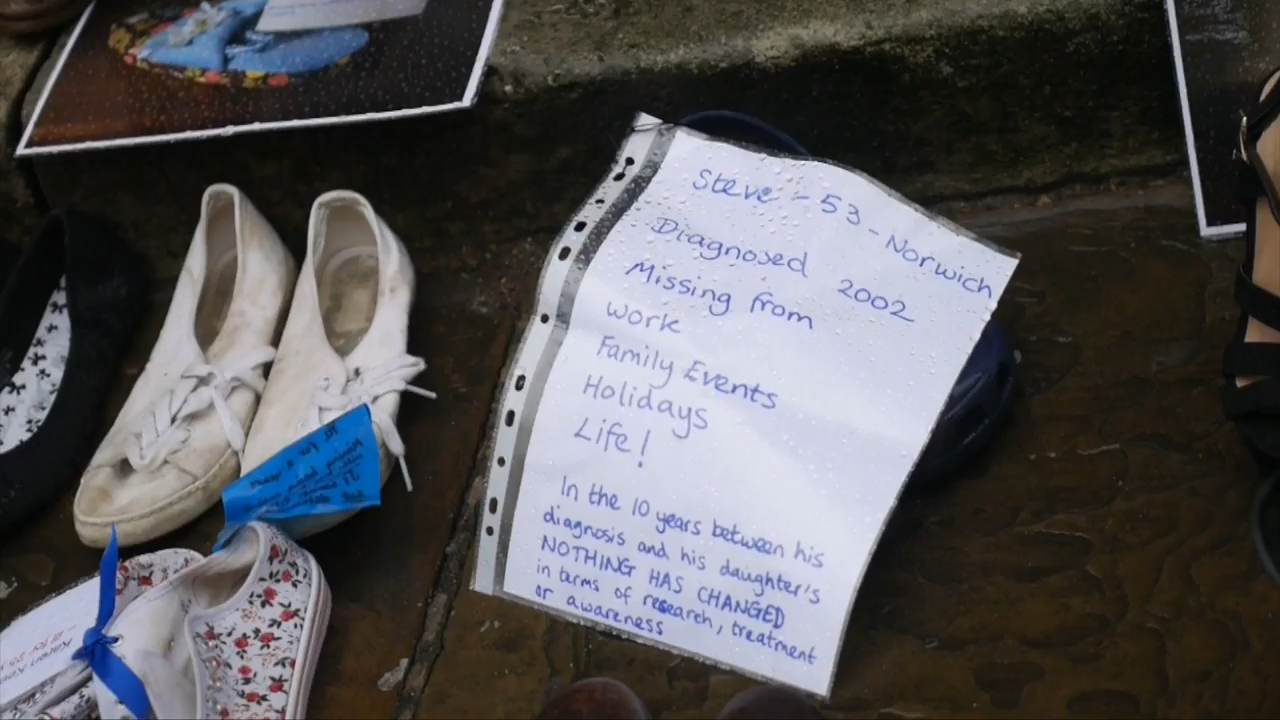 Steve - 53 - Norwich
Diagnosed 2002
Missing from
work
Family Events
Holidays
Life!
In the 10 years between his
diagnosis and his daughter's
NOTHING HAS CHANGED
in terms of research, treatment
or awareness